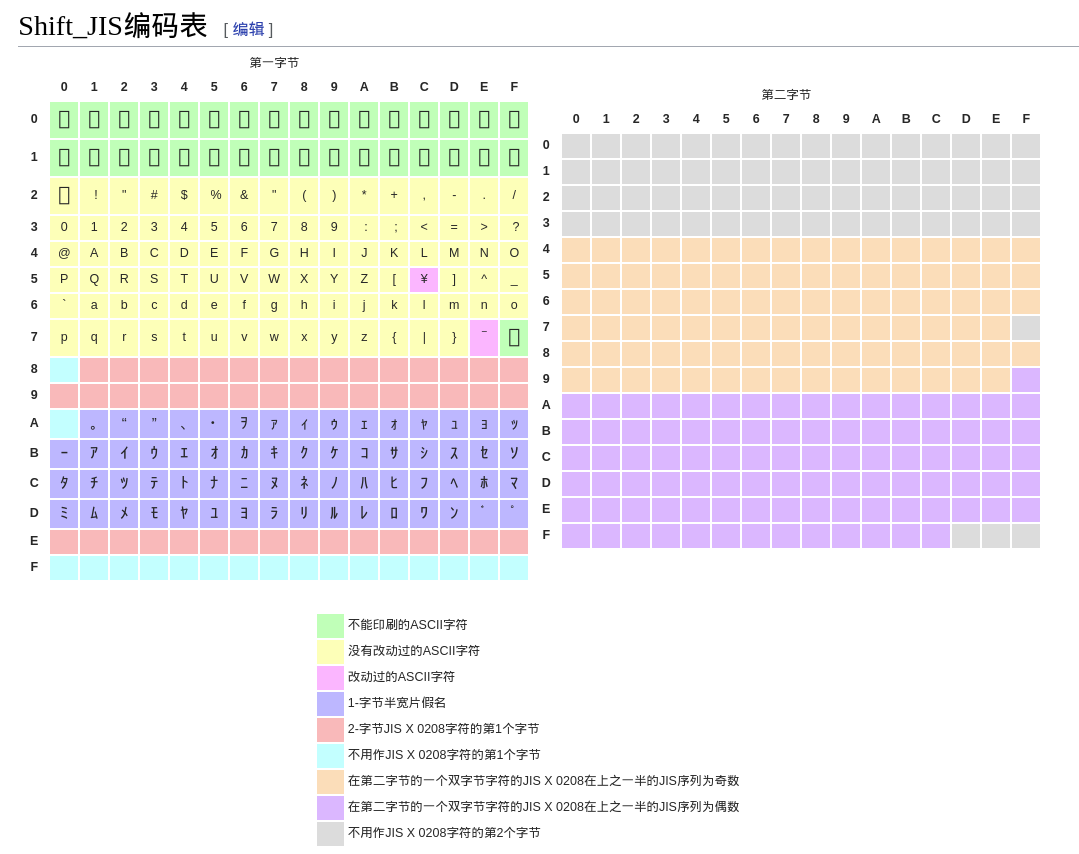 Shift_JIS编码表 [ 编辑 ]
第一字节
0 1 2 3 4 5 6 7 8 9 A B C D E F
0
1
2 ! " # $ % & " ( ) * + , - . /
3 0 1 2 3 4 5 6 7 8 9 : ; < = > ?
4 @ A B C D E F G H I J K L M N O
5 P Q R S T U V W X Y Z [ ¥ ] ^ _
6 ` a b c d e f g h i j k l m n o
7 p q r s t u v w x y z { | } ‾
8
9
A 。 “ ” 、 ・ ｦ ｧ ｨ ｩ ｪ ｫ ｬ ｭ ｮ ｯ
B ｰ ｱ ｲ ｳ ｴ ｵ ｶ ｷ ｸ ｹ ｺ ｻ ｼ ｽ ｾ ｿ
C ﾀ ﾁ ﾂ ﾃ ﾄ ﾅ ﾆ ﾇ ﾈ ﾉ ﾊ ﾋ ﾌ ﾍ ﾎ ﾏ
D ﾐ ﾑ ﾒ ﾓ ﾔ ﾕ ﾖ ﾗ ﾘ ﾙ ﾚ ﾛ ﾜ ﾝ ﾞ ﾟ
E
F
第二字节
0 1 2 3 4 5 6 7 8 9 A B C D E F
0
1
2
3
4
5
6
7
8
9
A
B
C
D
E
F
不能印刷的ASCII字符
没有改动过的ASCII字符
改动过的ASCII字符
1-字节半宽片假名
2-字节JIS X 0208字符的第1个字节
不用作JIS X 0208字符的第1个字节
在第二字节的一个双字节字符的JIS X 0208在上之一半的JIS序列为奇数
在第二字节的一个双字节字符的JIS X 0208在上之一半的JIS序列为偶数
不用作JIS X 0208字符的第2个字节